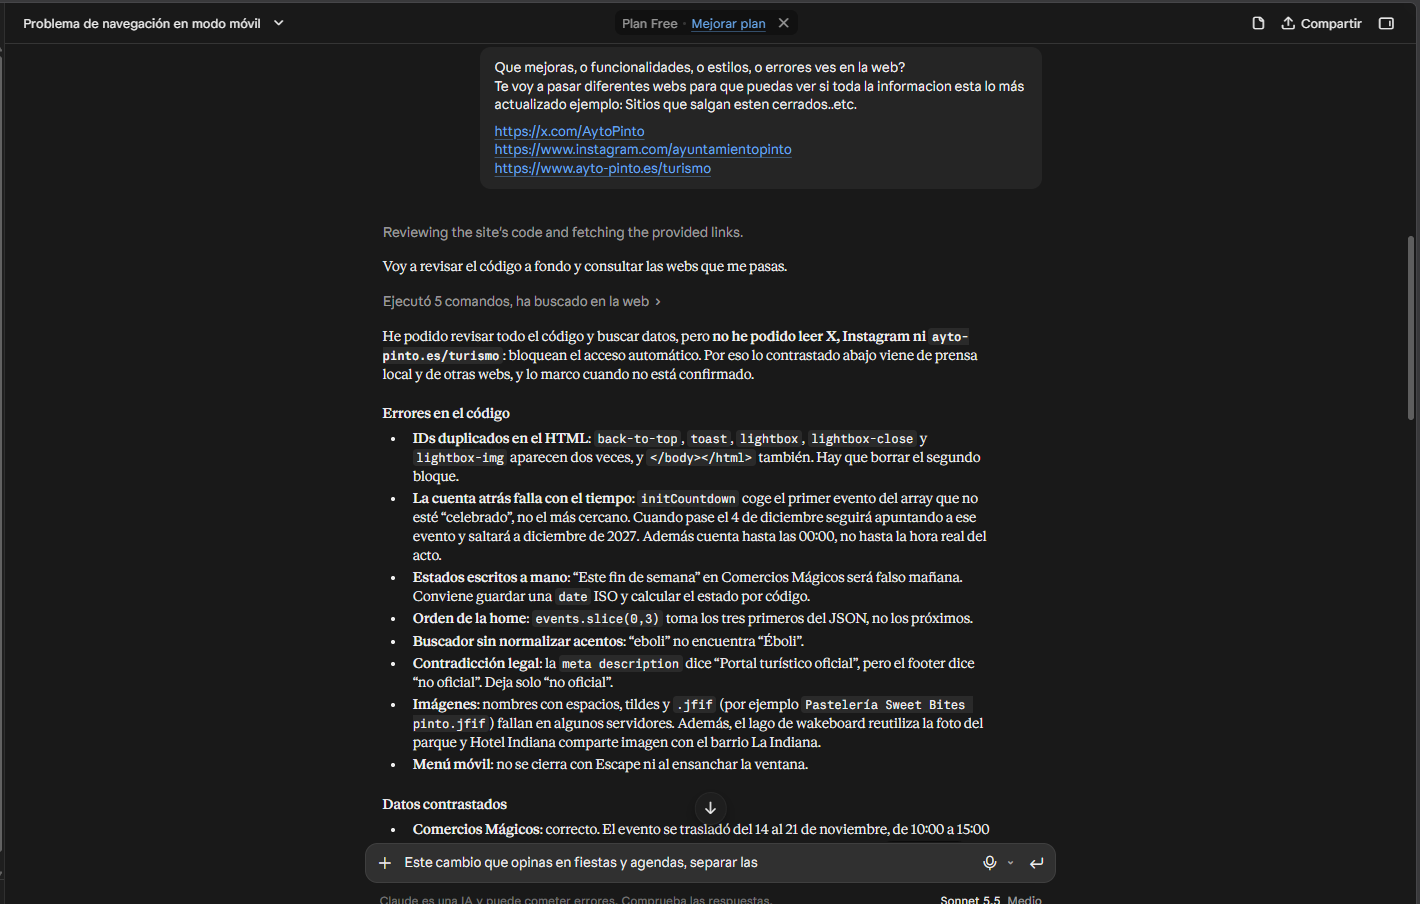 Problema de navegación en modo móvil
Plan Free · Mejorar plan
Compartir
Que mejoras, o funcionalidades, o estilos, o errores ves en la web?
Te voy a pasar diferentes webs para que puedas ver si toda la informacion esta lo más
actualizado ejemplo: Sitios que salgan esten cerrados..etc.
https://x.com/AytoPinto
https://www.instagram.com/ayuntamientopinto
https://www.ayto-pinto.es/turismo
Reviewing the site's code and fetching the provided links.
Voy a revisar el código a fondo y consultar las webs que me pasas.
Ejecutó 5 comandos, ha buscado en la web
He podido revisar todo el código y buscar datos, pero no he podido leer X, Instagram ni ayto-
pinto.es/turismo: bloquean el acceso automático. Por eso lo contrastado abajo viene de prensa
local y de otras webs, y lo marco cuando no está confirmado.
Errores en el código
• IDs duplicados en el HTML: back-to-top, toast, lightbox, lightbox-close y
lightbox-img aparecen dos veces, y </body></html> también. Hay que borrar el segundo
bloque.
• La cuenta atrás falla con el tiempo: initCountdown coge el primer evento del array que no
esté “celebrado”, no el más cercano. Cuando pase el 4 de diciembre seguirá apuntando a ese
evento y saltará a diciembre de 2027. Además cuenta hasta las 00:00, no hasta la hora real del
acto.
• Estados escritos a mano: “Este fin de semana” en Comercios Mágicos será falso mañana.
Conviene guardar una date ISO y calcular el estado por código.
• Orden de la home: events.slice(0,3) toma los tres primeros del JSON, no los próximos.
• Buscador sin normalizar acentos: “eboli” no encuentra “Éboli”.
• Contradicción legal: la meta description dice “Portal turístico oficial”, pero el footer dice
“no oficial”. Deja solo “no oficial”.
• Imágenes: nombres con espacios, tildes y .jfif (por ejemplo Pastelería Sweet Bites
pinto.jfif) fallan en algunos servidores. Además, el lago de wakeboard reutiliza la foto del
parque y Hotel Indiana comparte imagen con el barrio La Indiana.
• Menú móvil: no se cierra con Escape ni al ensanchar la ventana.
Datos contrastados
• Comercios Mágicos: correcto. El evento se trasladó del 14 al 21 de noviembre, de 10:00 a 15:00
Este cambio que opinas en fiestas y agendas, separar las
Claude es una IA y puede cometer errores. Comprueba las respuestas.
Sonnet 5.5 Medio